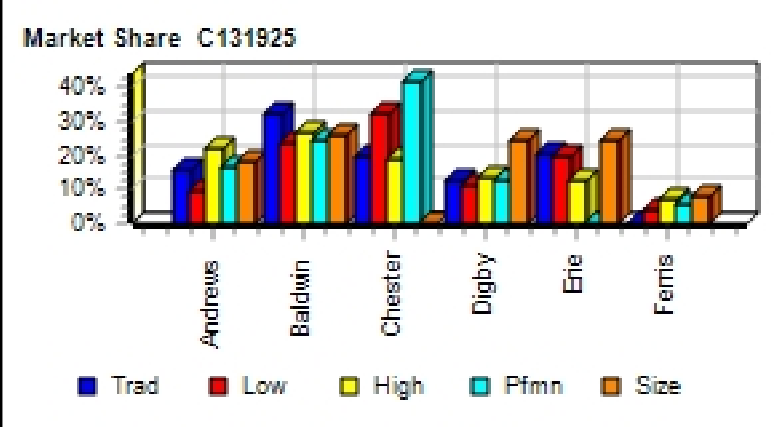 Market Share C131925
40%
30%
20%
10%
0%
Andrews
Baldwin
Chester
Digby
Erie
Ferris
Trad Low High Pfmn Size